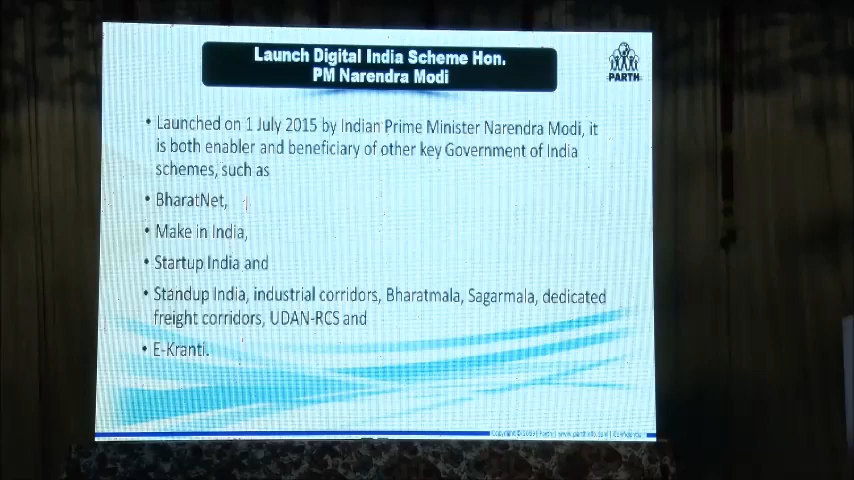 Launch Digital India Scheme Hon.
PM Narendra Modi
PARTH
• Launched on 1 July 2015 by Indian Prime Minister Narendra Modi, it
is both enabler and beneficiary of other key Government of India
schemes, such as
• BharatNet,
• Make in India,
• Startup India and
• Standup India, industrial corridors, Bharatmala, Sagarmala, dedicated
freight corridors, UDAN-RCS and
• E-Kranti.